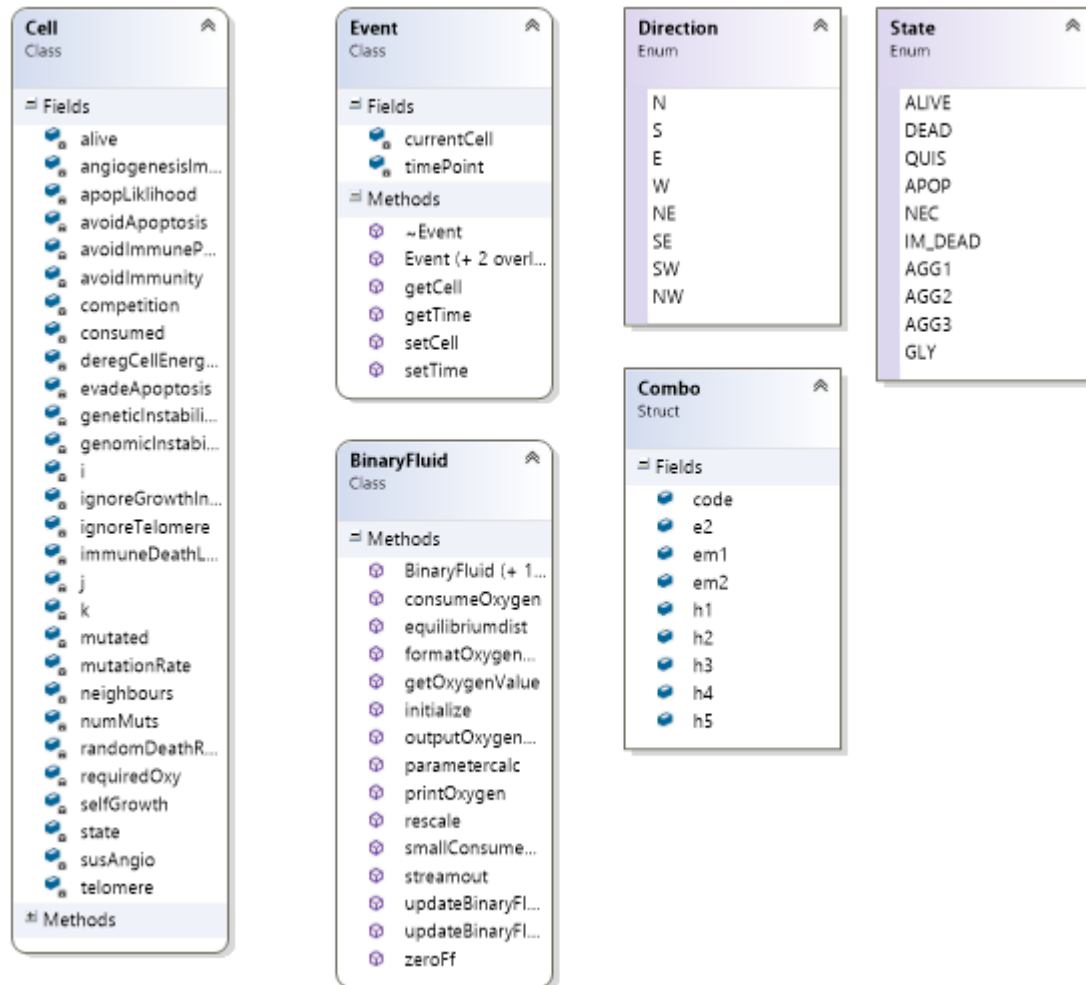 Cell
Class
Fields
alive
angiogenesisIm...
apopLiklihood
avoidApoptosis
avoidImmuneP...
avoidImmunity
competition
consumed
deregCellEnerg...
evadeApoptosis
geneticInstabili...
genomicInstabi...
i
ignoreGrowthIn...
ignoreTelomere
immuneDeathL...
j
k
mutated
mutationRate
neighbours
numMuts
randomDeathR...
requiredOxy
selfGrowth
state
susAngio
telomere
Methods
Event
Class
Fields
currentCell
timePoint
Methods
~Event
Event (+ 2 overl...
getCell
getTime
setCell
setTime
BinaryFluid
Class
Methods
BinaryFluid (+ 1...
consumeOxygen
equilibriumdist
formatOxygen...
getOxygenValue
initialize
outputOxygen...
parametercalc
printOxygen
rescale
smallConsume...
streamout
updateBinaryFl...
updateBinaryFl...
zeroFf
Direction
Enum
N
S
E
W
NE
SE
SW
NW
Combo
Struct
Fields
code
e2
em1
em2
h1
h2
h3
h4
h5
State
Enum
ALIVE
DEAD
QUIS
APOP
NEC
IM_DEAD
AGG1
AGG2
AGG3
GLY